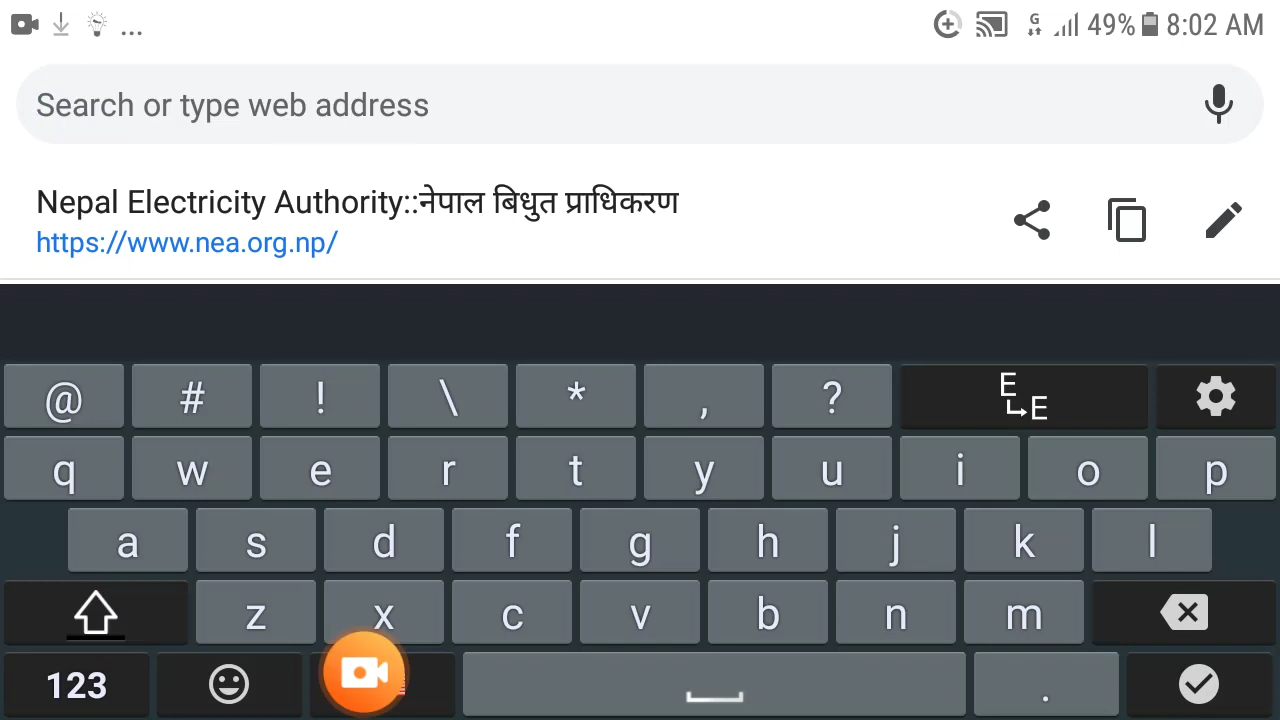 ... G 49% 8:02 AM
Search or type web address
Nepal Electricity Authority::नेपाल बिधुत प्राधिकरण
https://www.nea.org.np/
@ # ! \ * , ? E E
q w e r t y u i o p
a s d f g h j k l
z x c v b n m
123 .